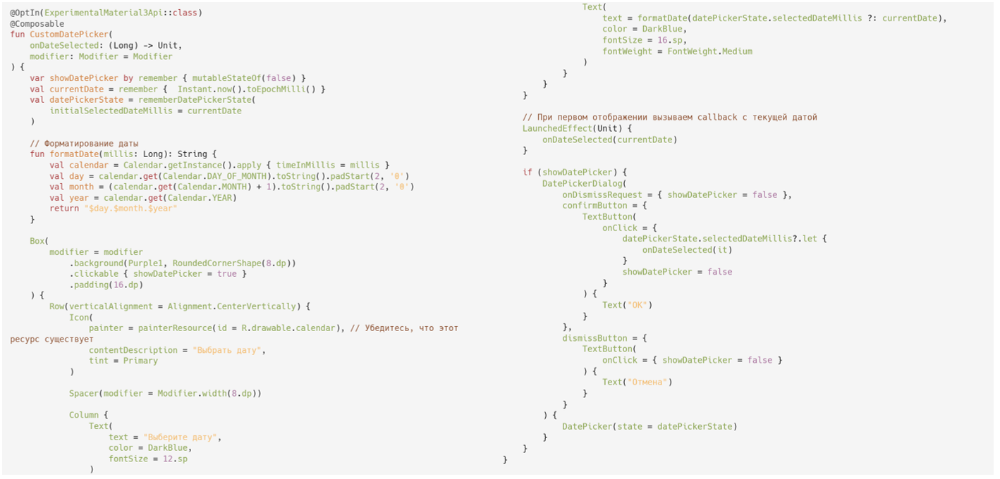 @OptIn(ExperimentalMaterial3Api::class)
@Composable
fun CustomDatePicker(
    onDateSelected: (Long) -> Unit,
    modifier: Modifier = Modifier
) {
    var showDatePicker by remember { mutableStateOf(false) }
    val currentDate = remember {  Instant.now().toEpochMilli() }
    val datePickerState = rememberDatePickerState(
        initialSelectedDateMillis = currentDate
    )

    // Форматирование даты
    fun formatDate(millis: Long): String {
        val calendar = Calendar.getInstance().apply { timeInMillis = millis }
        val day = calendar.get(Calendar.DAY_OF_MONTH).toString().padStart(2, '0')
        val month = (calendar.get(Calendar.MONTH) + 1).toString().padStart(2, '0')
        val year = calendar.get(Calendar.YEAR)
        return "$day.$month.$year"
    }

    Box(
        modifier = modifier
            .background(Purple1, RoundedCornerShape(8.dp))
            .clickable { showDatePicker = true }
            .padding(16.dp)
    ) {
        Row(verticalAlignment = Alignment.CenterVertically) {
            Icon(
                painter = painterResource(id = R.drawable.calendar), // Убедитесь, что этот
ресурс существует
                contentDescription = "Выбрать дату",
                tint = Primary
            )

            Spacer(modifier = Modifier.width(8.dp))

            Column {
                Text(
                    text = "Выберите дату",
                    color = DarkBlue,
                    fontSize = 12.sp
                )
                Text(
                    text = formatDate(datePickerState.selectedDateMillis ?: currentDate),
                    color = DarkBlue,
                    fontSize = 16.sp,
                    fontWeight = FontWeight.Medium
                )
            }
        }
    }

    // При первом отображении вызываем callback с текущей датой
    LaunchedEffect(Unit) {
        onDateSelected(currentDate)
    }

    if (showDatePicker) {
        DatePickerDialog(
            onDismissRequest = { showDatePicker = false },
            confirmButton = {
                TextButton(
                    onClick = {
                        datePickerState.selectedDateMillis?.let {
                            onDateSelected(it)
                        }
                        showDatePicker = false
                    }
                ) {
                    Text("OK")
                }
            },
            dismissButton = {
                TextButton(
                    onClick = { showDatePicker = false }
                ) {
                    Text("Отмена")
                }
            }
        ) {
            DatePicker(state = datePickerState)
        }
    }
}